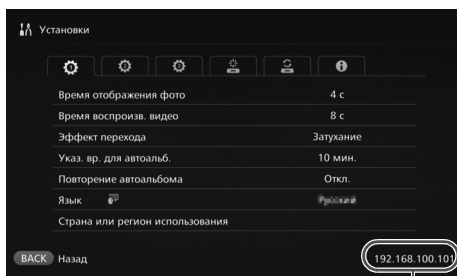 Установки
Время отображения фото 4 с
Время воспроизв. видео 8 с
Эффект перехода Затухание
Указ. вр. для автоальб. 10 мин.
Повторение автоальбома Откл.
Язык
Страна или регион использования
BACK Назад 192.168.100.101